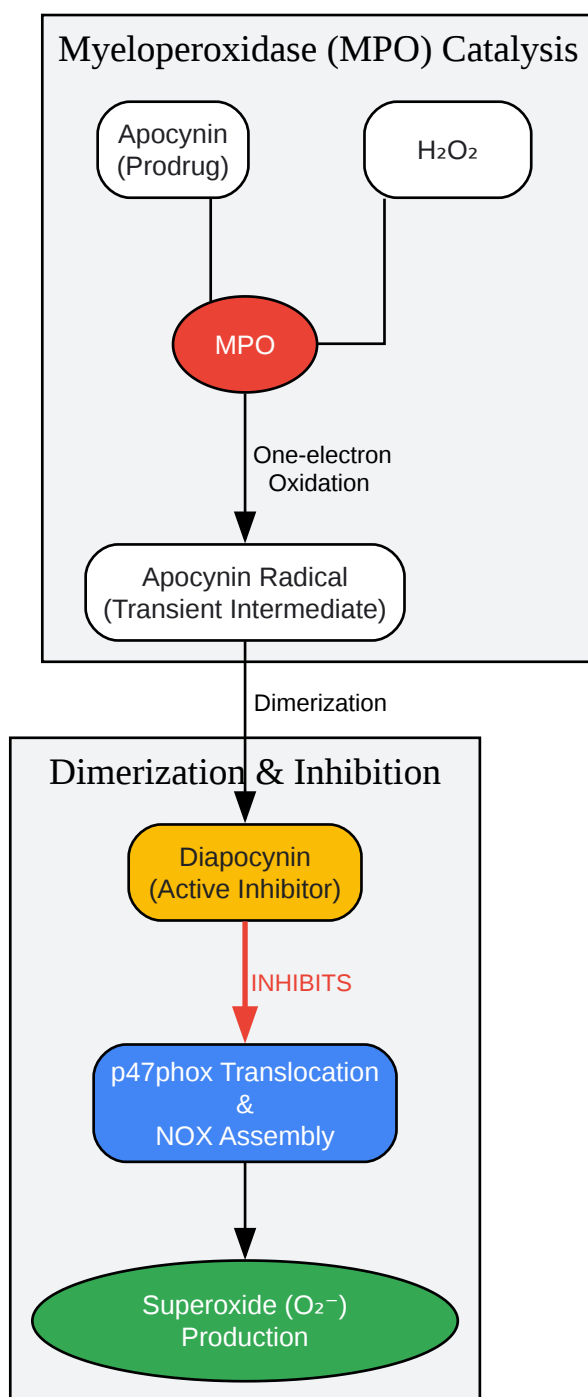 Myeloperoxidase (MPO) Catalysis
Apocynin
(Prodrug)
H₂O₂
MPO
One-electron
Oxidation
Apocynin Radical
(Transient Intermediate)
Dimerization
Dimerization & Inhibition
Diapocynin
(Active Inhibitor)
INHIBITS
p47phox Translocation
&
NOX Assembly
Superoxide (O₂⁻)
Production